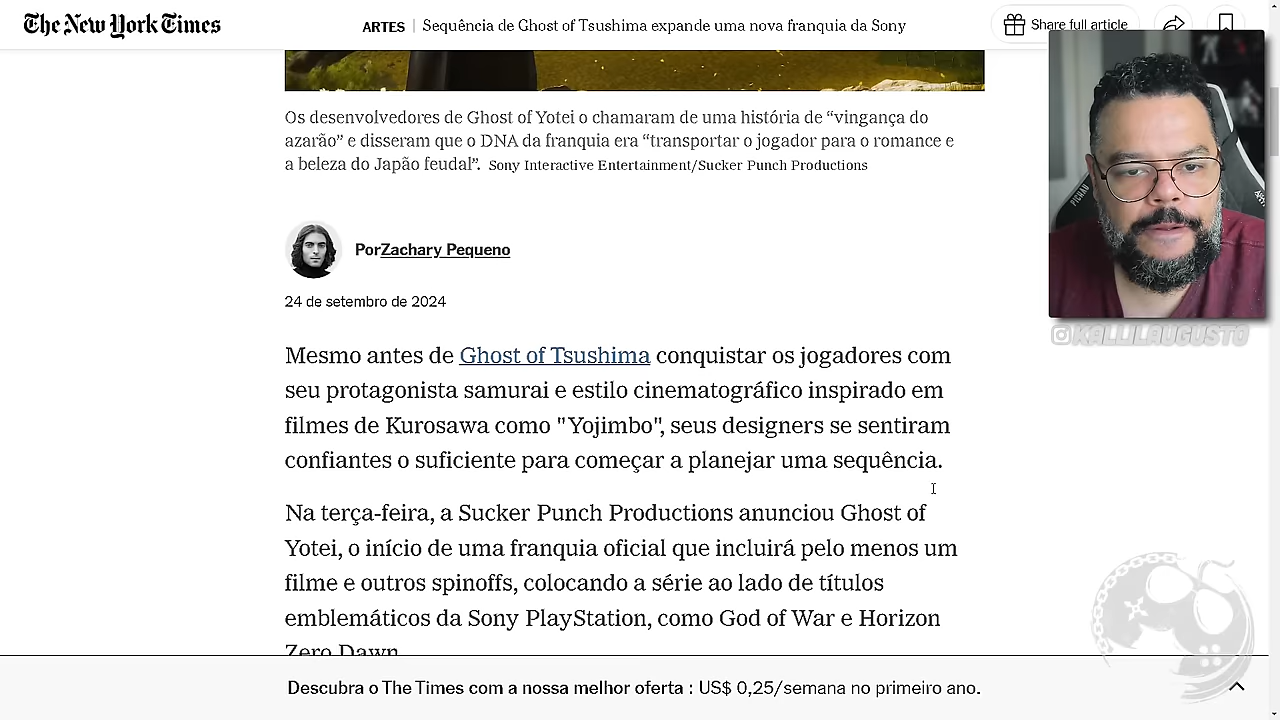 The New York Times
ARTES | Sequência de Ghost of Tsushima expande uma nova franquia da Sony
Share full article
Os desenvolvedores de Ghost of Yotei o chamaram de uma história de “vingança do
azarão” e disseram que o DNA da franquia era “transportar o jogador para o romance e
a beleza do Japão feudal”. Sony Interactive Entertainment/Sucker Punch Productions
PICHAU
PorZachary Pequeno
24 de setembro de 2024
@KALLILAUGUSTO
Mesmo antes de Ghost of Tsushima conquistar os jogadores com
seu protagonista samurai e estilo cinematográfico inspirado em
filmes de Kurosawa como "Yojimbo", seus designers se sentiram
confiantes o suficiente para começar a planejar uma sequência.
Na terça-feira, a Sucker Punch Productions anunciou Ghost of
Yotei, o início de uma franquia oficial que incluirá pelo menos um
filme e outros spinoffs, colocando a série ao lado de títulos
emblemáticos da Sony PlayStation, como God of War e Horizon
Zero Dawn
Descubra o The Times com a nossa melhor oferta : US$ 0,25/semana no primeiro ano.